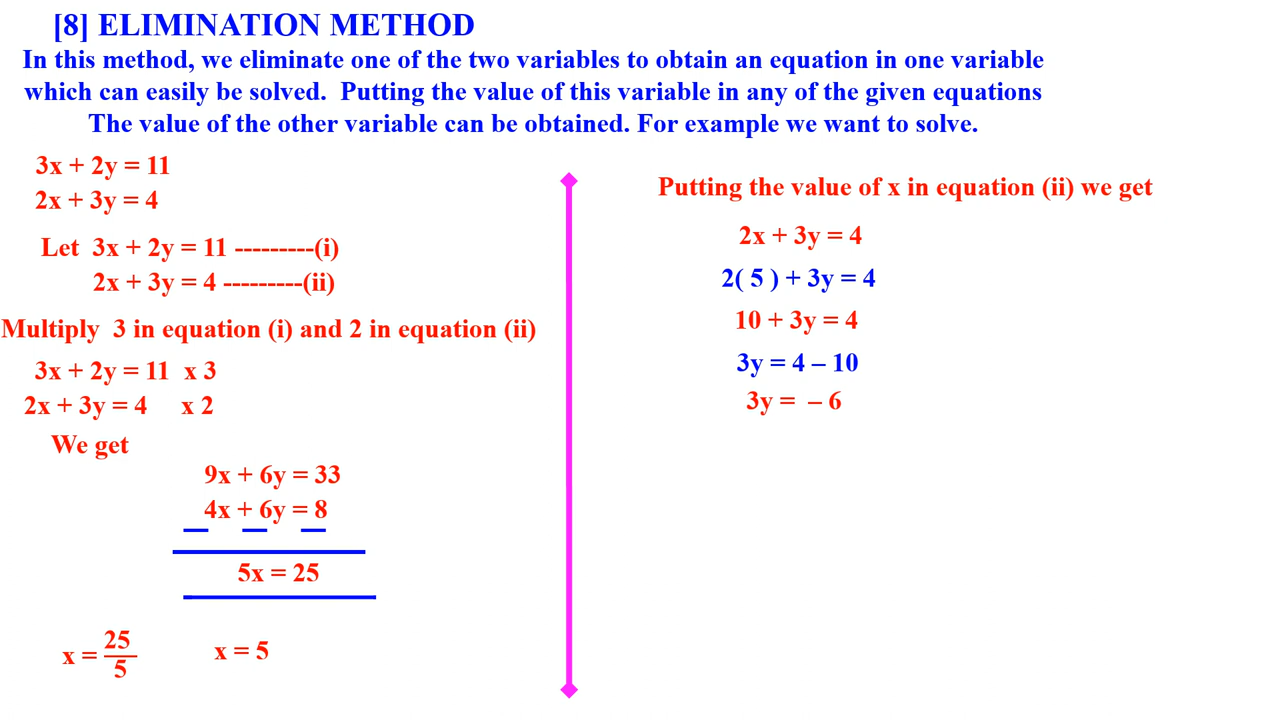 [8] ELIMINATION METHOD
In this method, we eliminate one of the two variables to obtain an equation in one variable
which can easily be solved.  Putting the value of this variable in any of the given equations
The value of the other variable can be obtained. For example we want to solve.
3x + 2y = 11
2x + 3y = 4
Let  3x + 2y = 11 ---------(i)
2x + 3y = 4 ---------(ii)
Multiply  3 in equation (i) and 2 in equation (ii)
3x + 2y = 11  x 3
2x + 3y = 4     x 2
We get
9x + 6y = 33
4x + 6y = 8
— — —
5x = 25
x = 25/5     x = 5
Putting the value of x in equation (ii) we get
2x + 3y = 4
2( 5 ) + 3y = 4
10 + 3y = 4
3y = 4 – 10
3y =  – 6